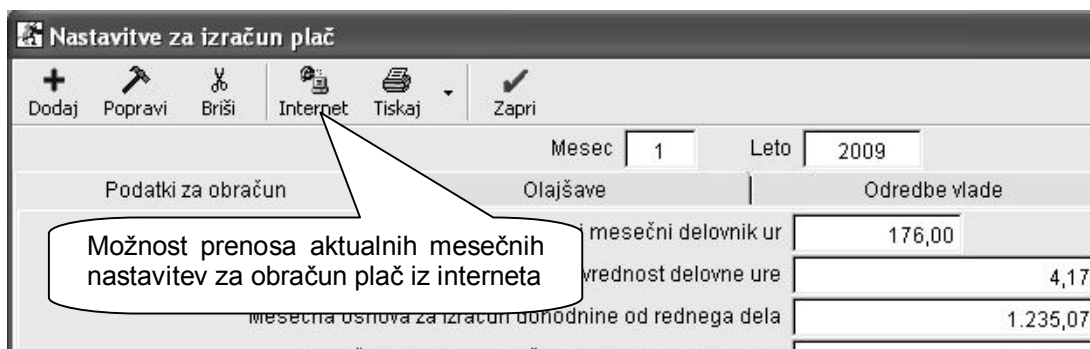 Nastavitve za izračun plač
Dodaj Popravi Briši Internet Tiskaj Zapri
Mesec 1 Leto 2009
Podatki za obračun Olajšave Odredbe vlade
Možnost prenosa aktualnih mesečnih
nastavitev za obračun plač iz interneta
mesečni delovnik ur 176,00
vrednost delovne ure 4,17
Mesečna osnova za izračun dohodnine od rednega dela 1.235,07